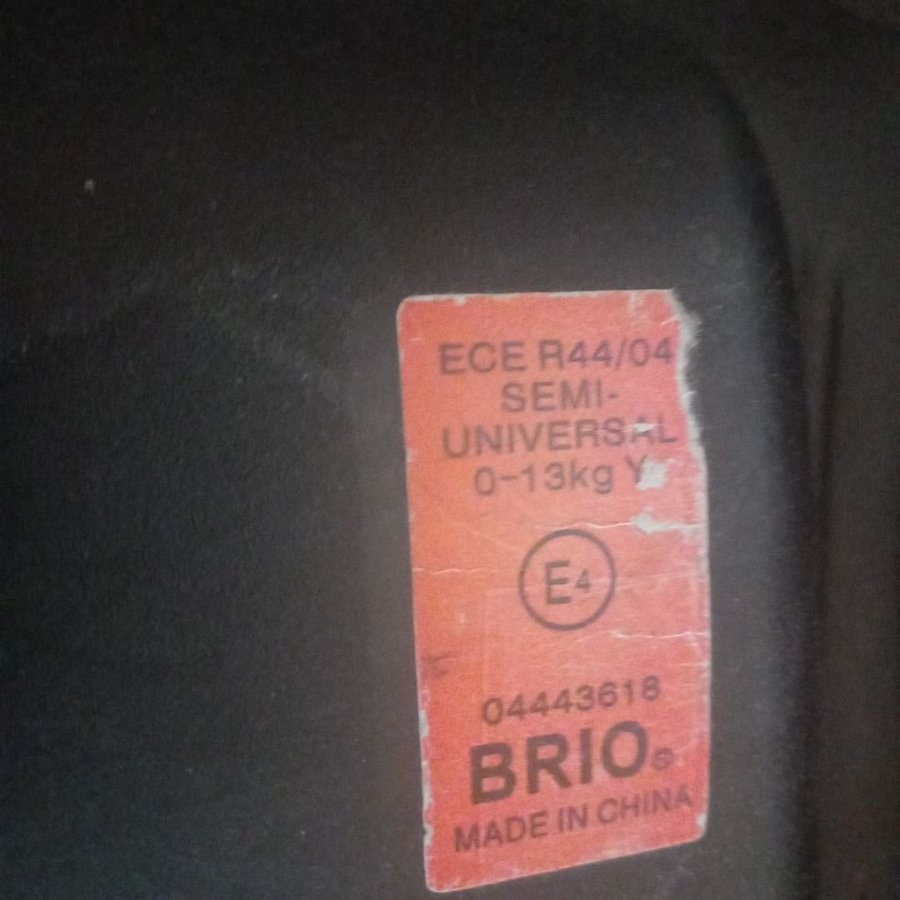 ECE R44/04
SEMI-
UNIVERSAL
0-13kg Y
E4
04443618
BRIO®
MADE IN CHINA